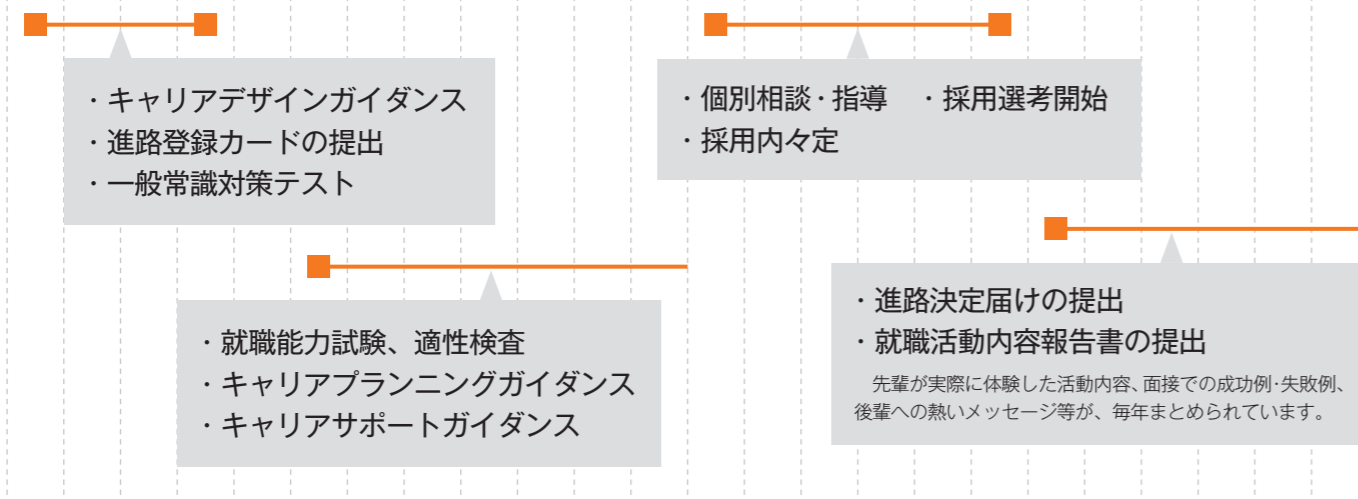 ・キャリアデザインガイダンス
・進路登録カードの提出
・一般常識対策テスト
・個別相談・指導　・採用選考開始
・採用内々定
・就職能力試験、適性検査
・キャリアプランニングガイダンス
・キャリアサポートガイダンス
・進路決定届けの提出
・就職活動内容報告書の提出
先輩が実際に体験した活動内容、面接での成功例・失敗例、
後輩への熱いメッセージ等が、毎年まとめられています。